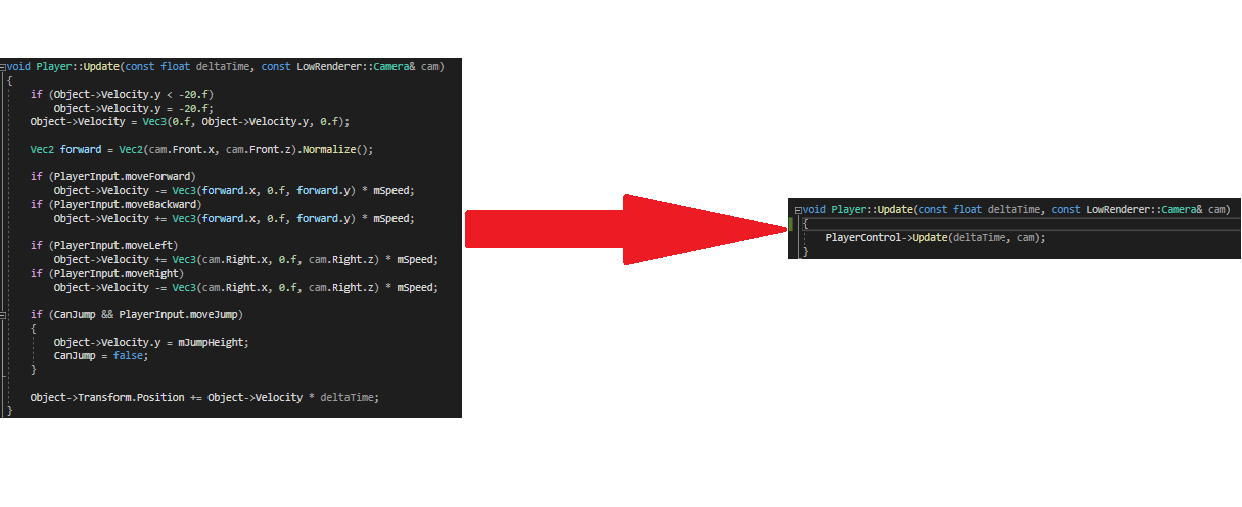 void Player::Update(const float deltaTime, const LowRenderer::Camera& cam)
{
if (Object->Velocity.y < -20.f)
Object->Velocity.y = -20.f;
Object->Velocity = Vec3(0.f, Object->Velocity.y, 0.f);
Vec2 forward = Vec2(cam.Front.x, cam.Front.z).Normalize();
if (PlayerInput.moveForward)
Object->Velocity -= Vec3(forward.x, 0.f, forward.y) * mSpeed;
if (PlayerInput.moveBackward)
Object->Velocity += Vec3(forward.x, 0.f, forward.y) * mSpeed;
if (PlayerInput.moveLeft)
Object->Velocity += Vec3(cam.Right.x, 0.f, cam.Right.z) * mSpeed;
if (PlayerInput.moveRight)
Object->Velocity -= Vec3(cam.Right.x, 0.f, cam.Right.z) * mSpeed;
if (CanJump && PlayerInput.moveJump)
{
Object->Velocity.y = mJumpHeight;
CanJump = false;
}
Object->Transform.Position += Object->Velocity * deltaTime;
}
void Player::Update(const float deltaTime, const LowRenderer::Camera& cam)
{
PlayerControl->Update(deltaTime, cam);
}